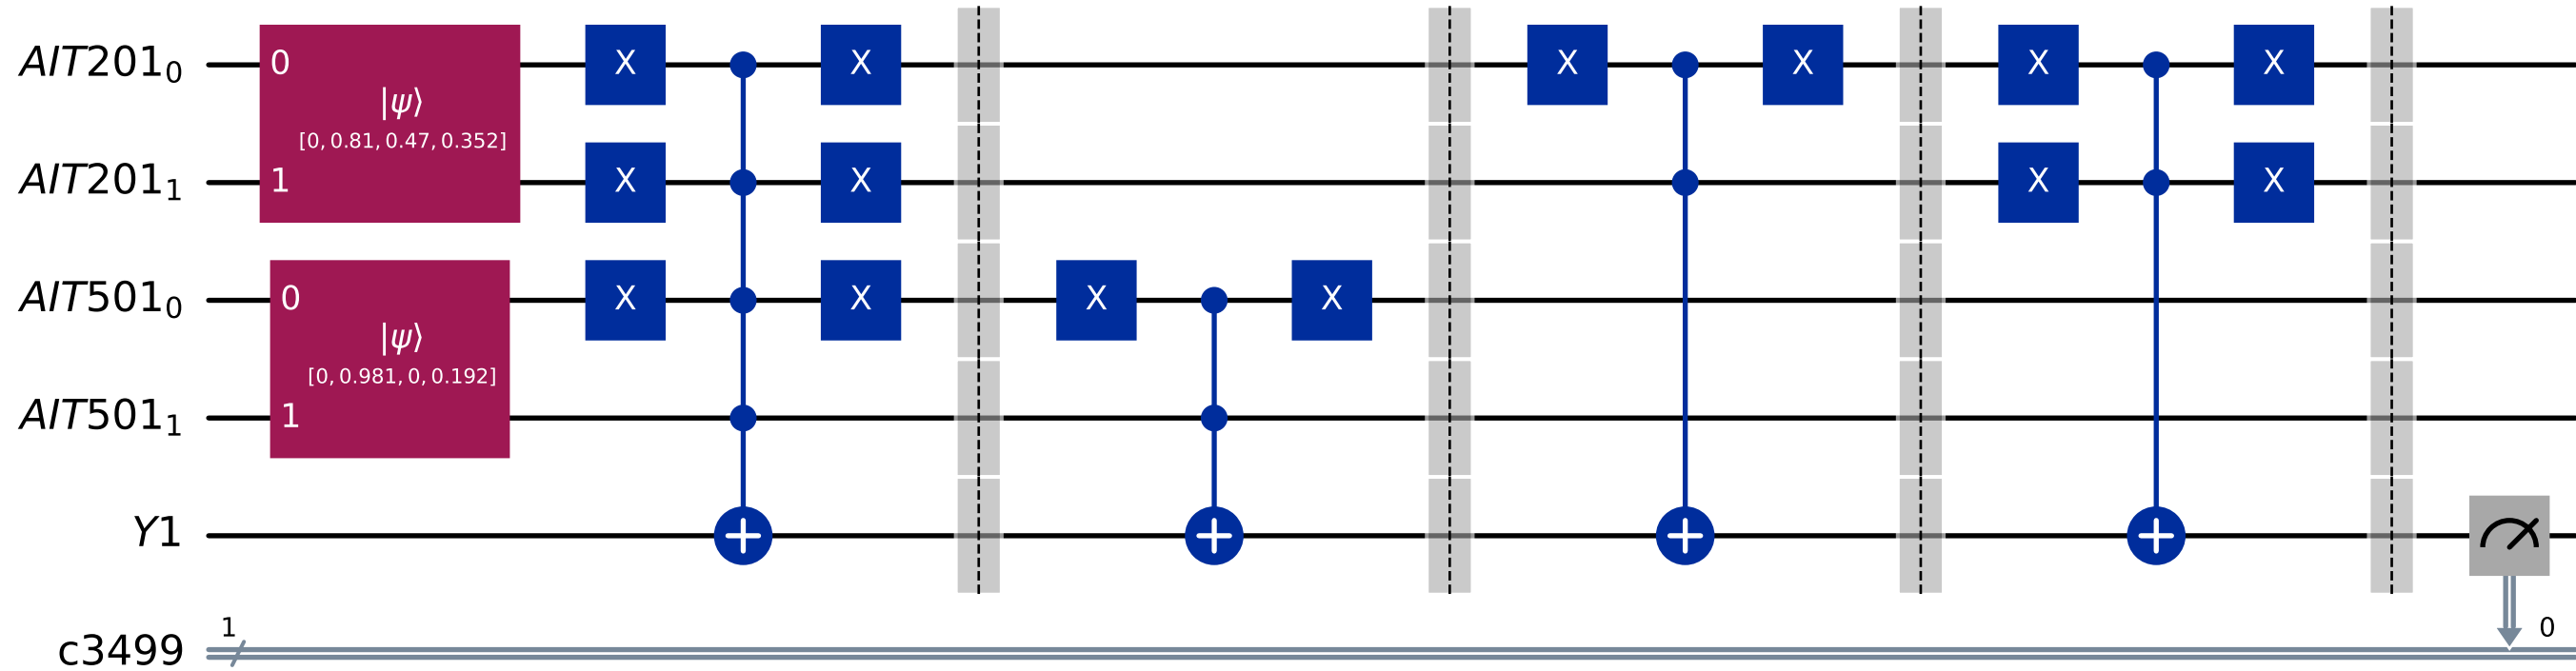 AIT201₀ 0 X X X X X X
|ψ⟩
[0, 0.81, 0.47, 0.352]
AIT201₁ 1 X X X X
AIT501₀ 0 X X X X
|ψ⟩
[0, 0.981, 0, 0.192]
AIT501₁ 1
Y1
c3499 1 0